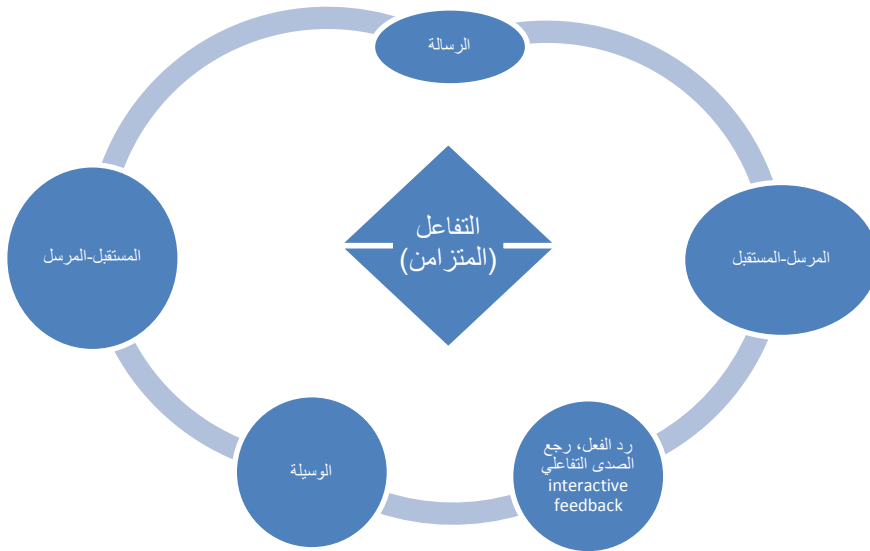 الرسالة
المرسل-المستقبل
رد الفعل، رجع
الصدى التفاعلي
interactive
feedback
الوسيلة
المستقبل-المرسل
التفاعل
(المتزامن)